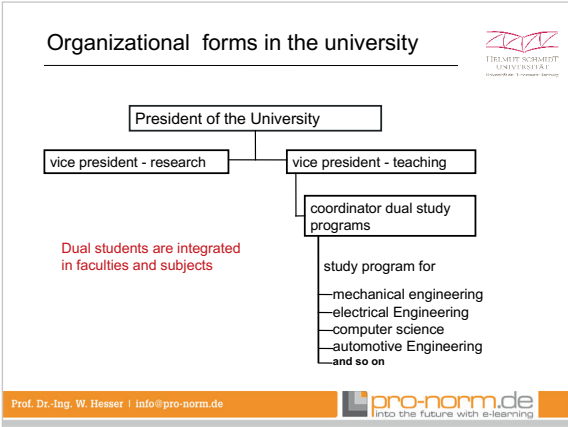 Organizational forms in the university
HELMUT SCHMIDT
UNIVERSITÄT
President of the University
vice president - research
vice president - teaching
coordinator dual study
programs
Dual students are integrated
in faculties and subjects
study program for
mechanical engineering
electrical Engineering
computer science
automotive Engineering
and so on
Prof. Dr.-Ing. W. Hesser | info@pro-norm.de
pro-norm.de
into the future with e-learning